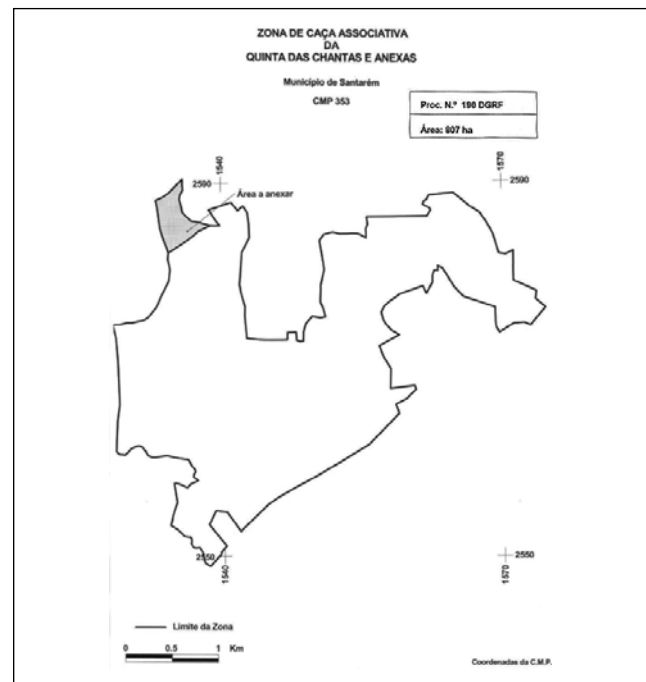 ZONA DE CAÇA ASSOCIATIVA
DA
QUINTA DAS CHANTAS E ANEXAS
Município de Santarém
CMP 353
Proc. N.º 190 DGRF
Área: 807 ha
1540
1570
2590
2590
Área a anexar
2550
2550
1540
1570
Limite da Zona
0 0.5 1 Km
Coordenadas da C.M.P.